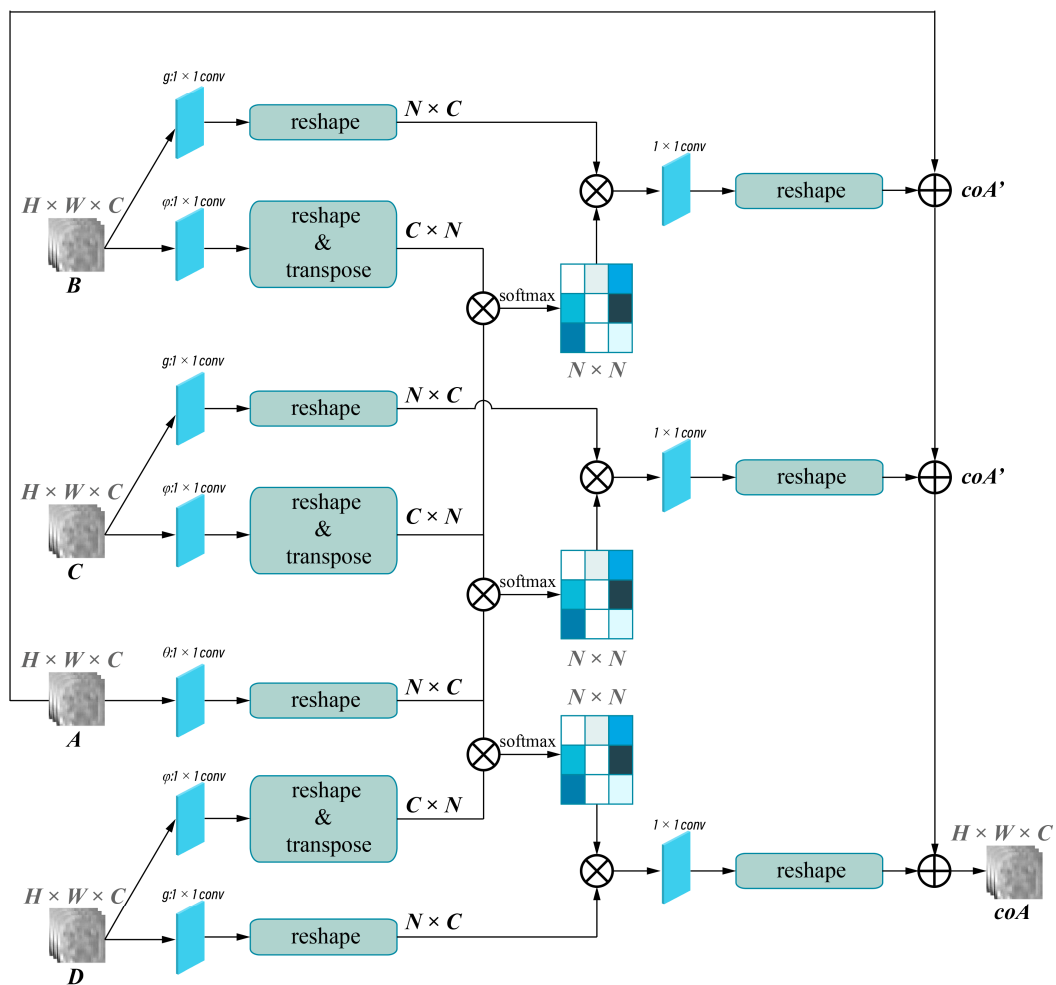 g:1 × 1 conv
reshape
N × C
1 × 1 conv
reshape
coA’
H × W × C
B
φ:1 × 1 conv
reshape
&
transpose
C × N
softmax
N × N
g:1 × 1 conv
reshape
N × C
1 × 1 conv
reshape
coA’
H × W × C
C
φ:1 × 1 conv
reshape
&
transpose
C × N
softmax
N × N
H × W × C
A
θ:1 × 1 conv
reshape
N × C
N × N
softmax
φ:1 × 1 conv
reshape
&
transpose
C × N
1 × 1 conv
reshape
H × W × C
coA
H × W × C
D
g:1 × 1 conv
reshape
N × C